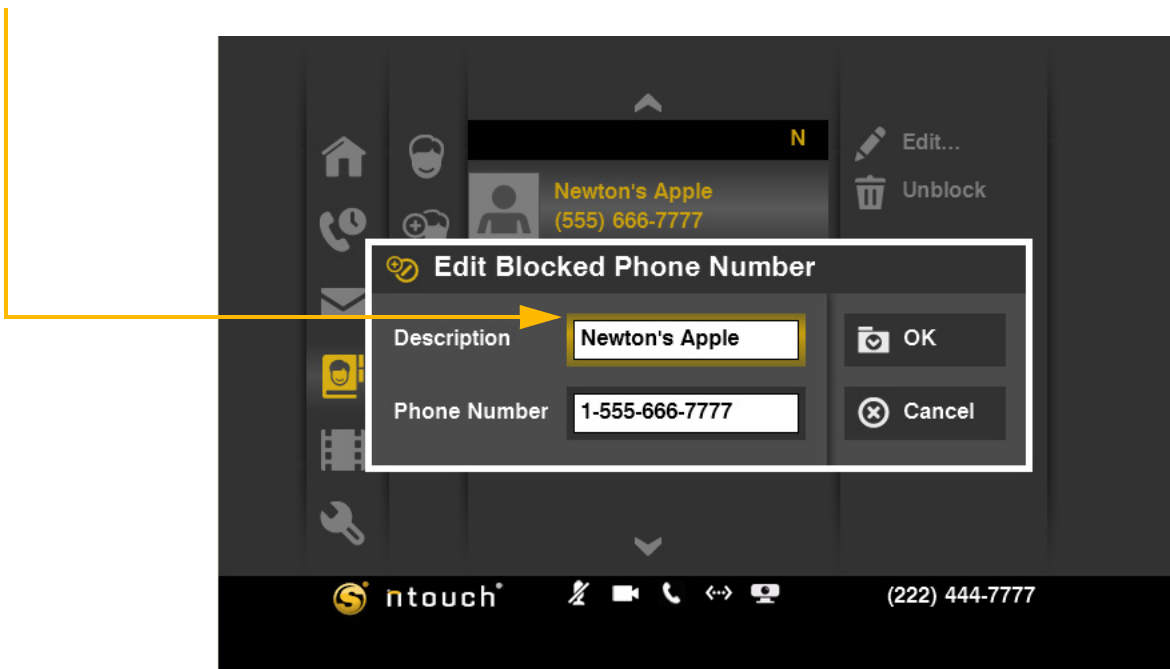 N
Newton's Apple
(555) 666-7777
Edit...
Unblock
Edit Blocked Phone Number
Description
Newton's Apple
OK
Phone Number
1-555-666-7777
Cancel
ntouch
(222) 444-7777